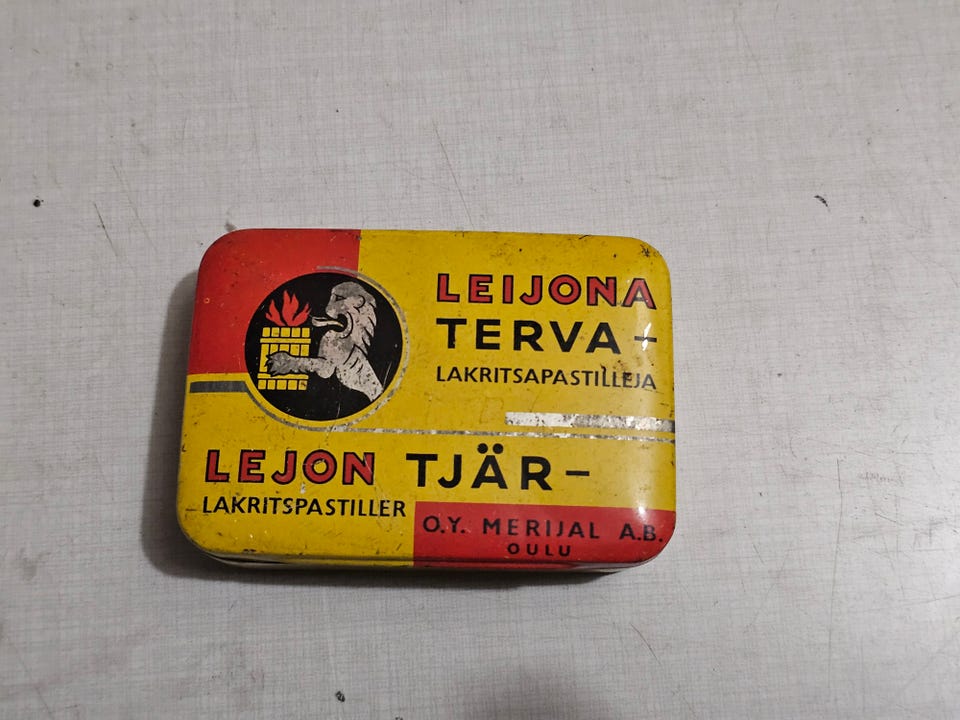 LEIJONA
TERVA-
LAKRITSAPASTILLEJA
LEJON TJÄR-
LAKRITSPASTILLER
O.Y. MERIJAL A.B.
OULU